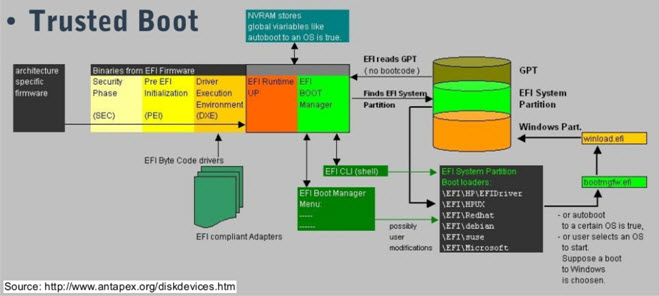 • Trusted Boot
NVRAM stores
global viariables like
autoboot to an OS is true.
architecture
specific
firmware
Binaries from EFI Firmware
Security
Phase
(SEC)
Pre EFI
Initialization
(PEI)
Driver
Execution
Environment
(DXE)
EFI Runtime
UP
EFI
BOOT
Manager
EFI reads GPT
( no bootcode )
Finds EFI System
Partition
GPT
EFI System
Partition
Windows Part.
winload.efi
bootmgfw.efi
EFI Byte Code drivers
EFI compliant Adapters
EFI CLI (shell)
EFI Boot Manager
Menu:
-----
-----
possibly
user
modifications
EFI System Partition
Boot loaders:
\EFI\HP\EFIDriver
\EFI\HPUX
\EFI\Redhat
\EFI\debian
\EFI\suse
\EFI\Microsoft
- or autoboot
to a certain OS is true,
- or user selects an OS
to start.
Suppose a boot
to Windows
is choosen.
Source: http://www.antapex.org/diskdevices.htm